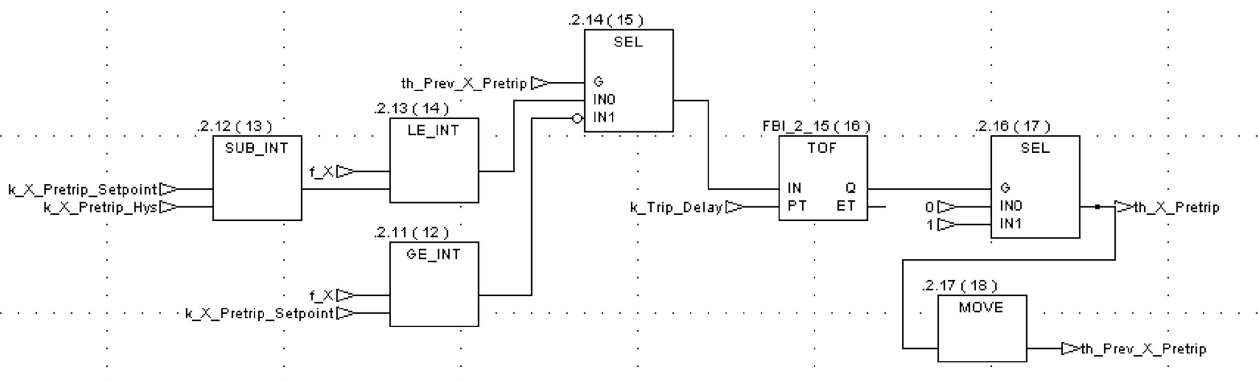 .2.14 ( 15 )
SEL
th_Prev_X_Pretrip
G
IN0
IN1
.2.13 ( 14 )
LE_INT
f_X
.2.12 ( 13 )
SUB_INT
k_X_Pretrip_Setpoint
k_X_Pretrip_Hys
FBI_2_15 ( 16 )
TOF
IN Q
k_Trip_Delay
PT ET
.2.16 ( 17 )
SEL
G
0
IN0
1
IN1
th_X_Pretrip
.2.11 ( 12 )
GE_INT
f_X
k_X_Pretrip_Setpoint
.2.17 ( 18 )
MOVE
th_Prev_X_Pretrip